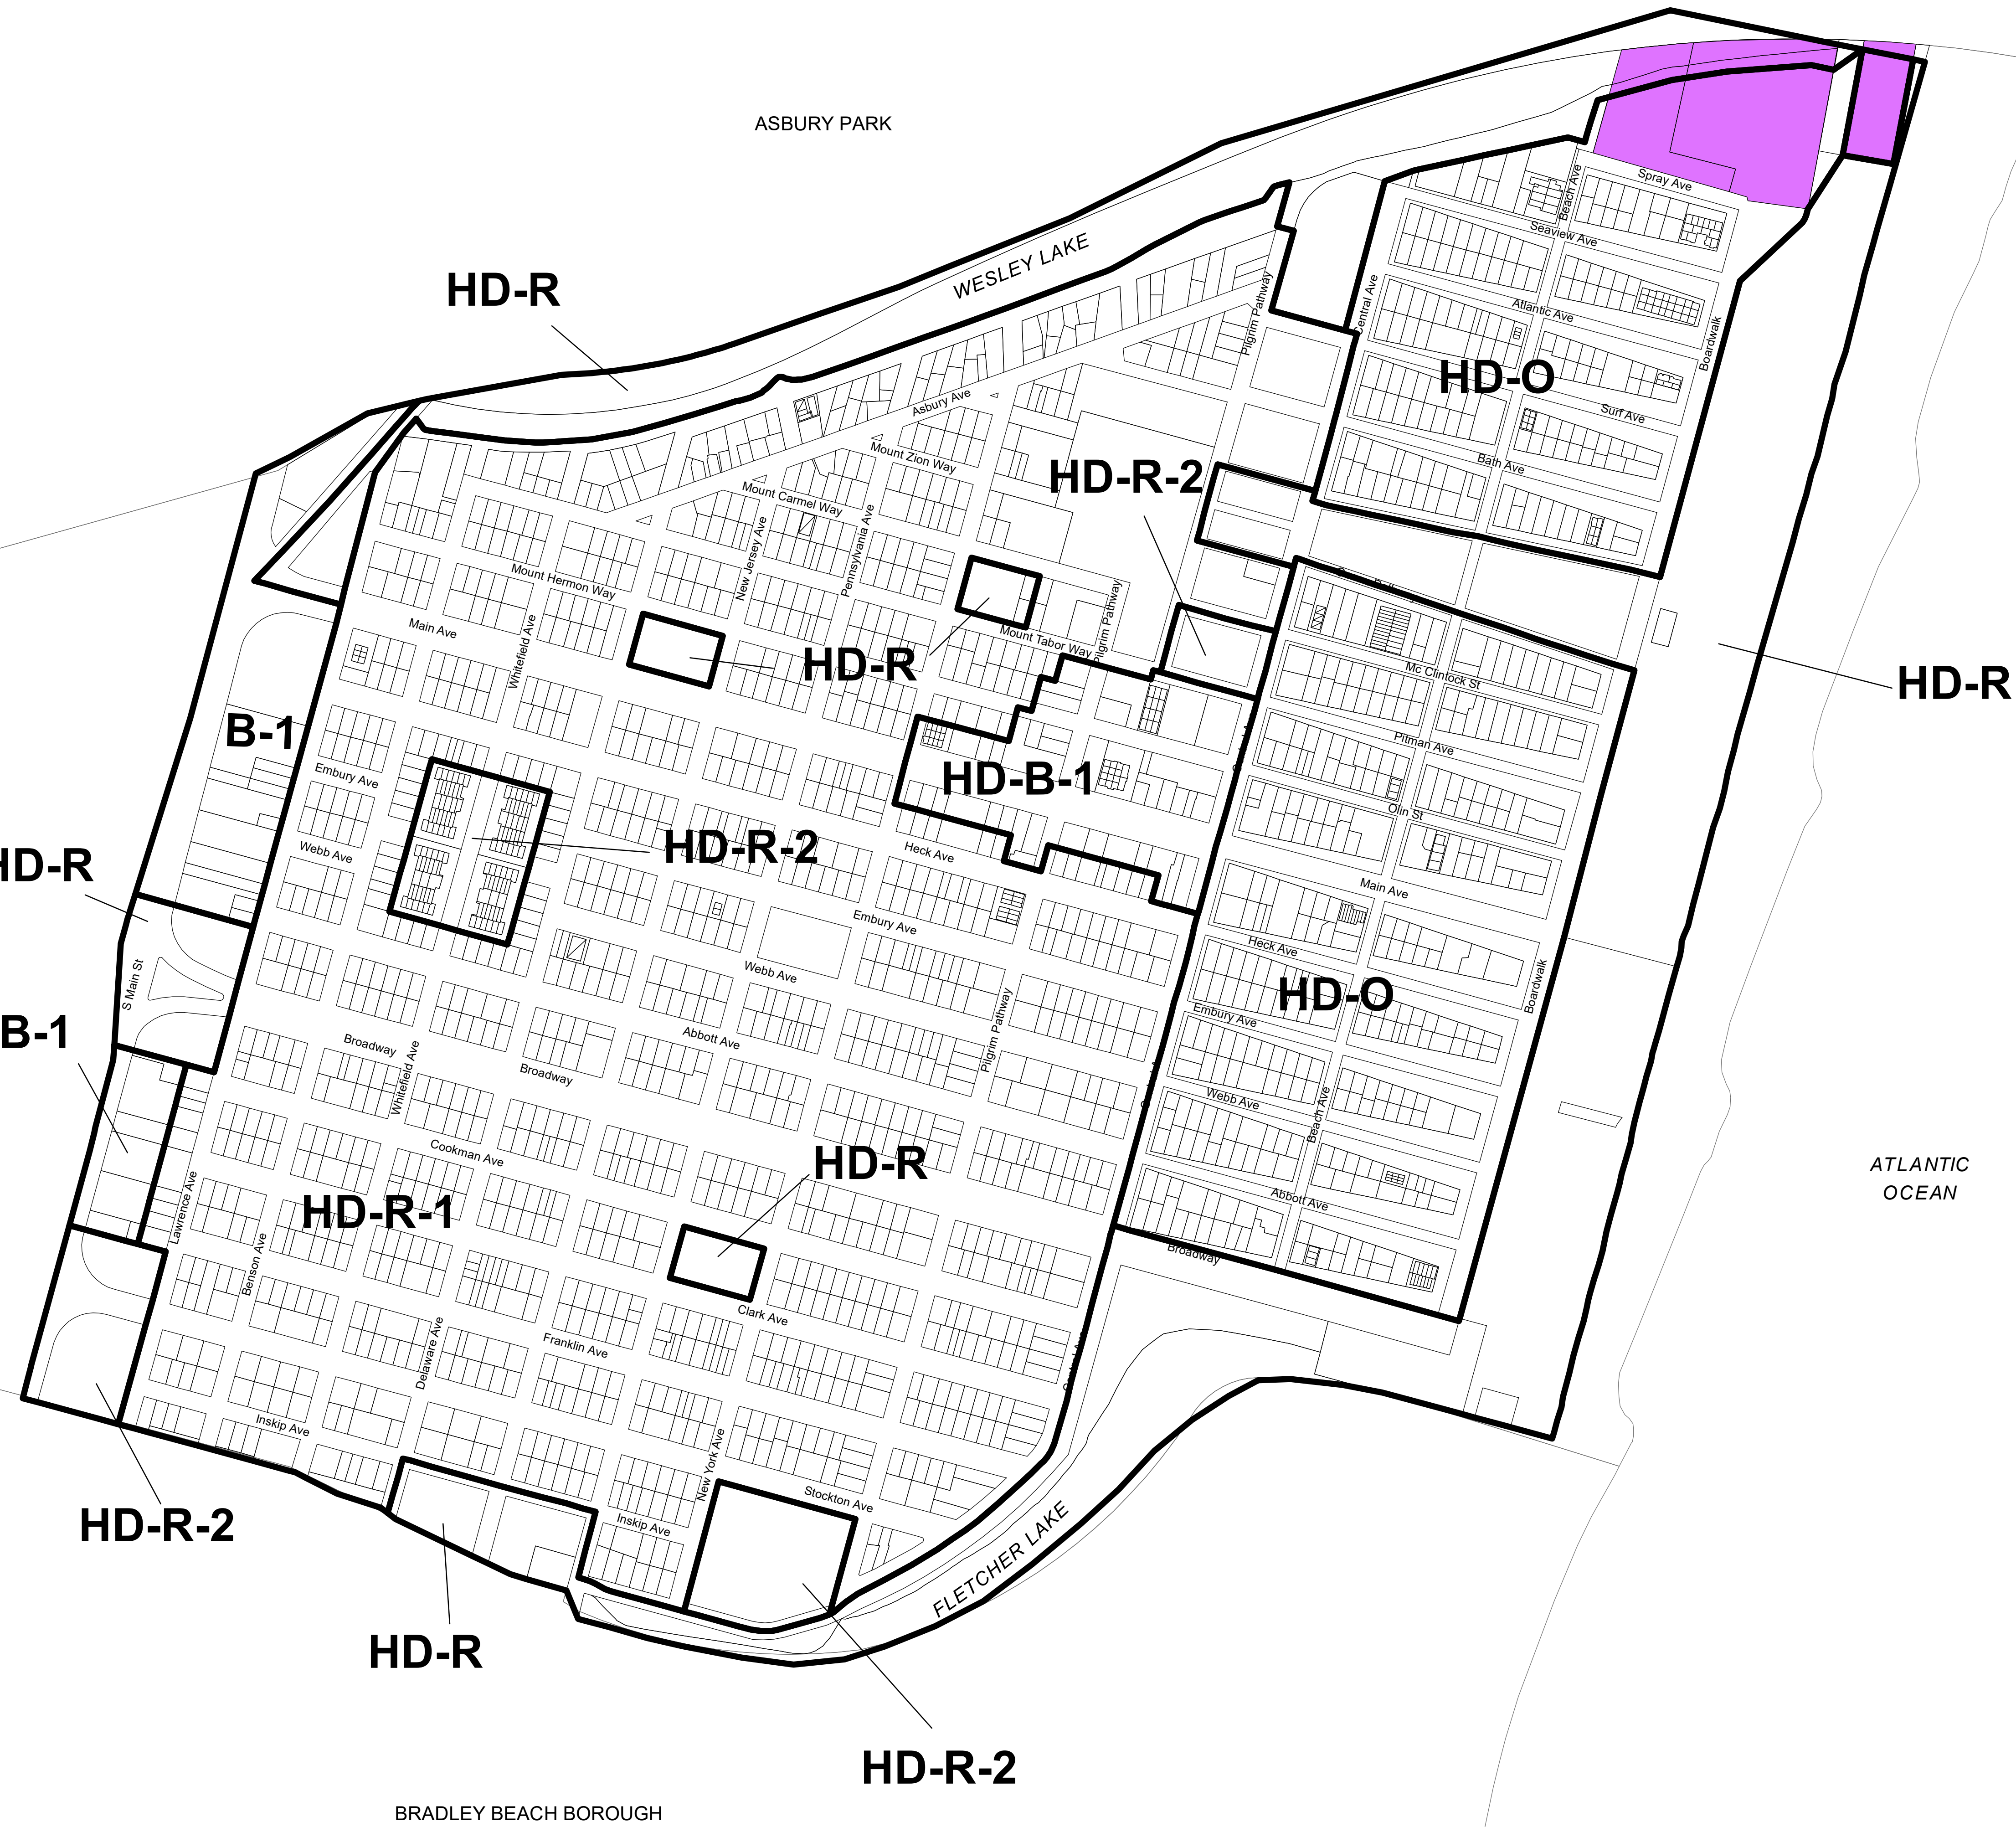 ASBURY PARK
Spray Ave
Beach Ave
Seaview Ave
WESLEY LAKE
HD-R
Pilgrim Pathway
Central Ave
Atlantic Ave
Boardwalk
HD-O
Asbury Ave
Surf Ave
Mount Zion Way
Bath Ave
HD-R-2
Mount Carmel Way
New Jersey Ave
Pennsylvania Ave
Mount Hermon Way
Pilgrim Pathway
Main Ave
Whitefield Ave
Mount Tabor Way
HD-R
Mc Clintock St
HD-R
B-1
Pitman Ave
Embury Ave
HD-B-1
Olin St
Webb Ave
HD-R-2
Heck Ave
HD-R
Main Ave
Embury Ave
Heck Ave
Webb Ave
S Main St
HD-O
Boardwalk
Embury Ave
B-1
Abbott Ave
Pilgrim Pathway
Broadway
Whitefield Ave
Broadway
Webb Ave
Beach Ave
Cookman Ave
HD-R
ATLANTIC
OCEAN
Lawrence Ave
HD-R-1
Abbott Ave
Benson Ave
Broadway
Clark Ave
Delaware Ave
Franklin Ave
Inskip Ave
New York Ave
Stockton Ave
HD-R-2
Inskip Ave
FLETCHER LAKE
HD-R
HD-R-2
BRADLEY BEACH BOROUGH